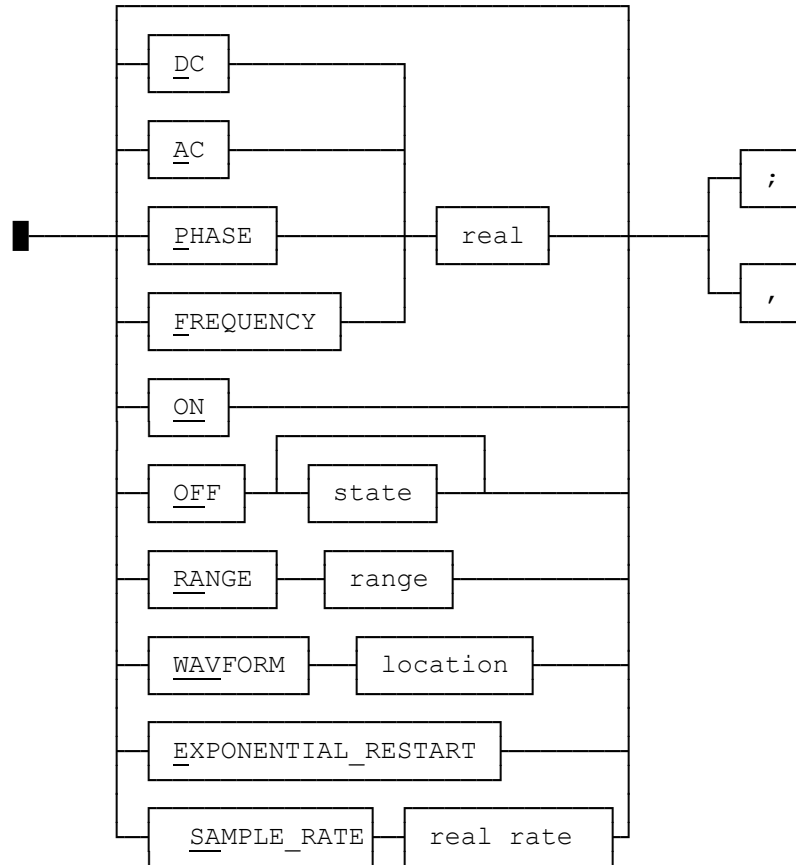 DC
AC
;
PHASE
real
,
FREQUENCY
ON
OFF
state
RANGE
range
WAVFORM
location
EXPONENTIAL_RESTART
SAMPLE_RATE
real rate